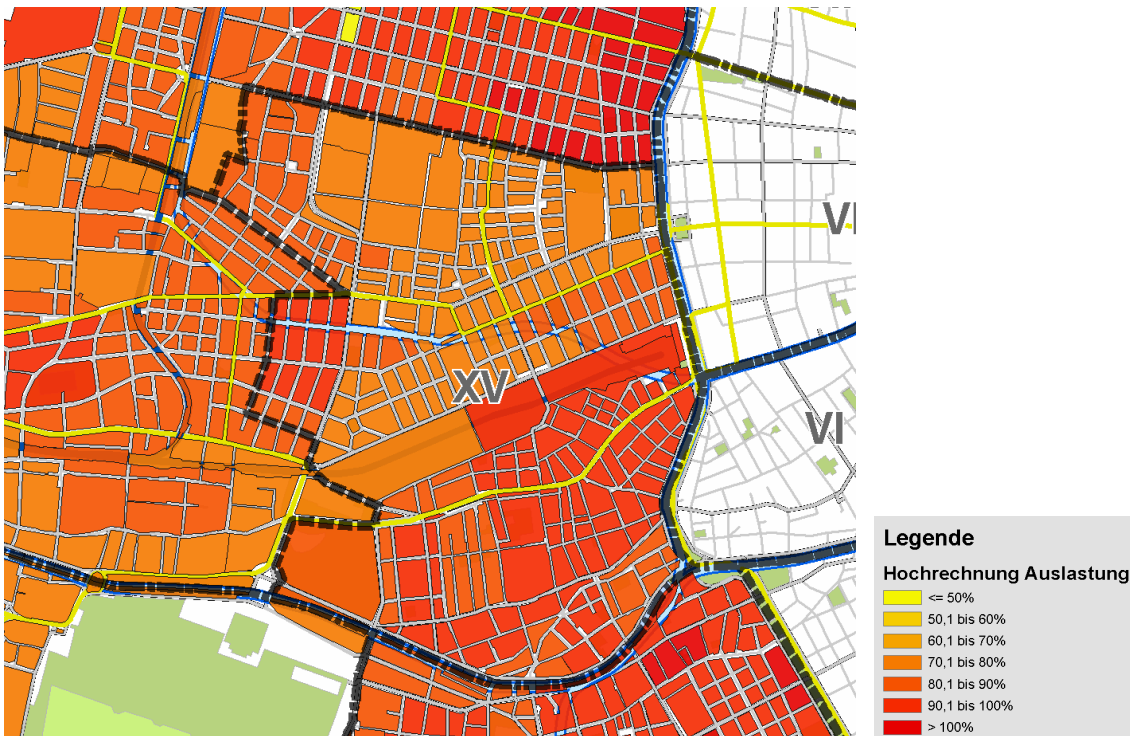 VI
XV
VI
Legende
Hochrechnung Auslastung
<= 50%
50,1 bis 60%
60,1 bis 70%
70,1 bis 80%
80,1 bis 90%
90,1 bis 100%
> 100%